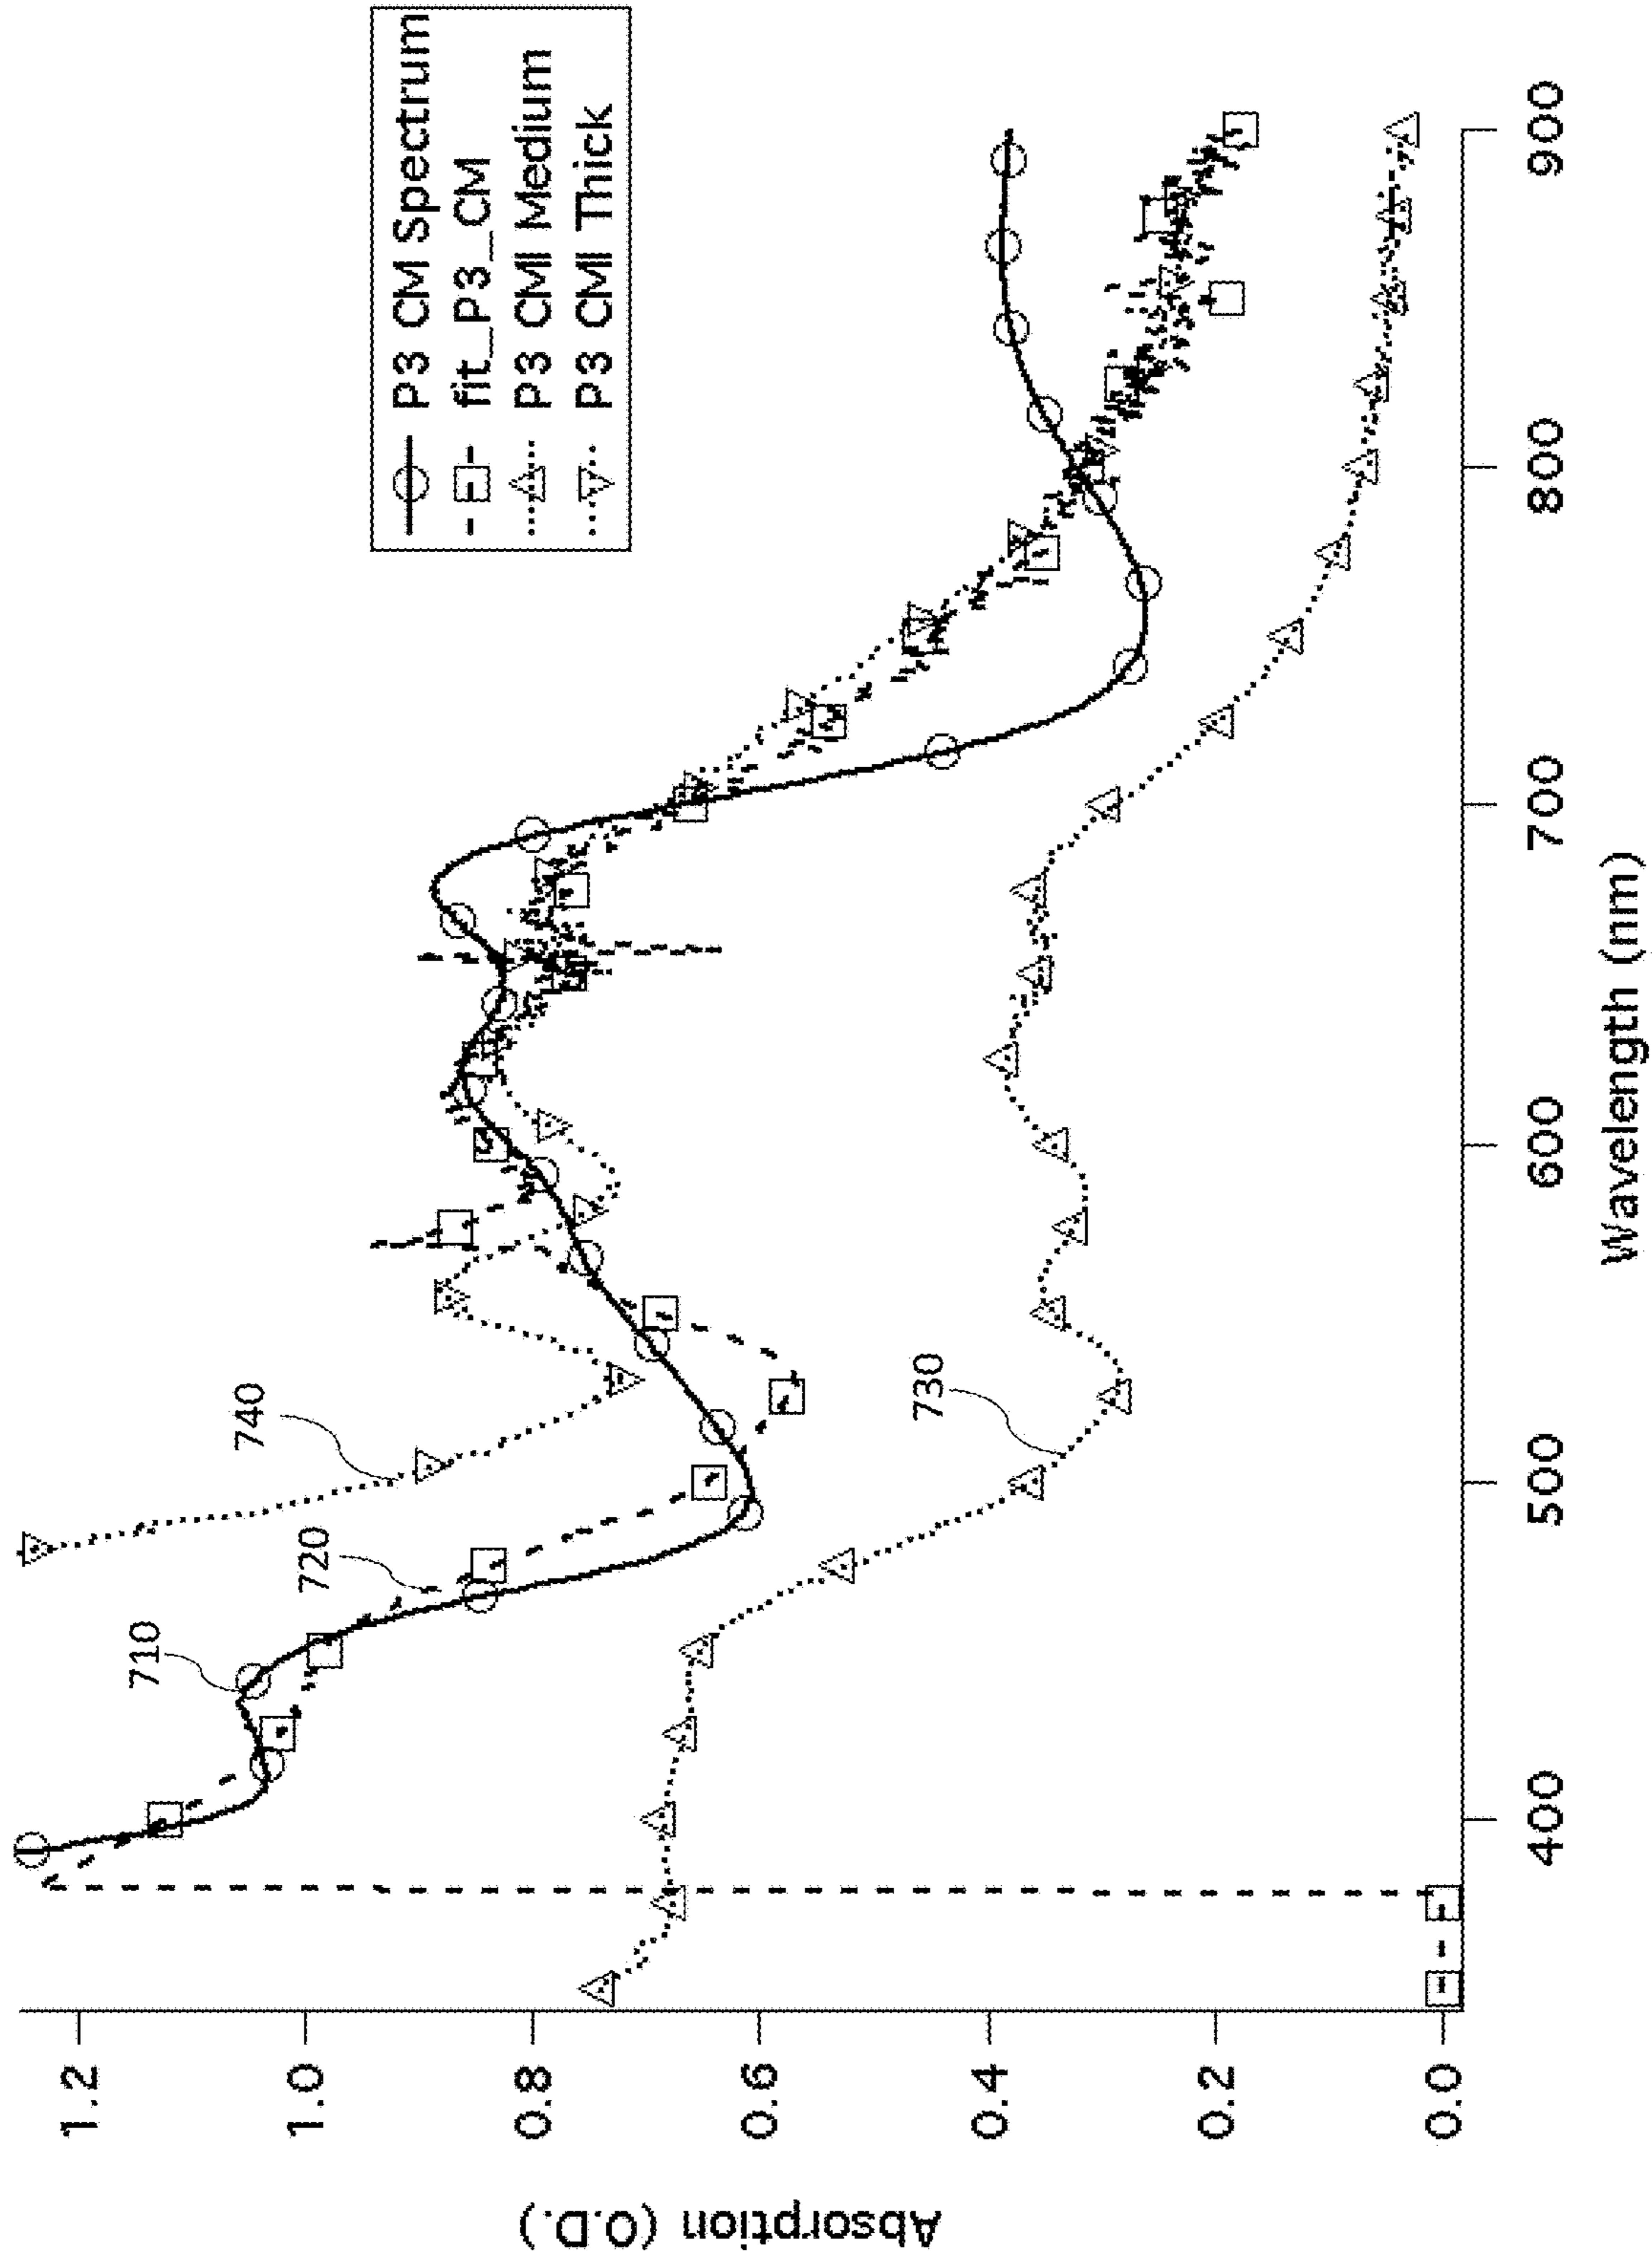 P3 CM Spectrum
fit_P3_CM
P3 CMI Medium
P3 CMI Thick
710
720
740
730
1.2
1.0
0.8
0.6
0.4
0.2
0.0
Absorption (O.D.)
400
500
600
700
800
900
Wavelength (nm)